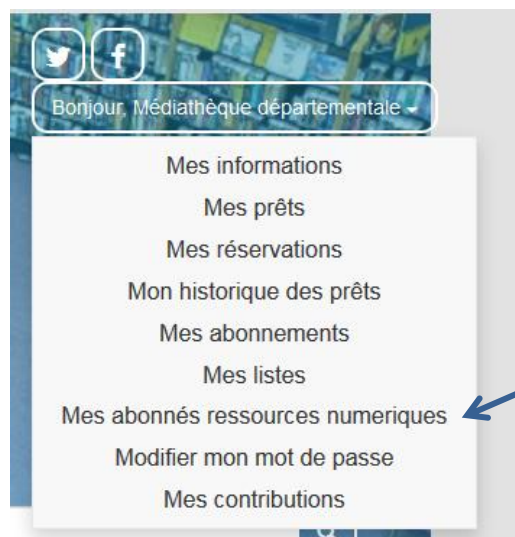 Bonjour, Médiathèque départementale
Mes informations
Mes prêts
Mes réservations
Mon historique des prêts
Mes abonnements
Mes listes
Mes abonnés ressources numeriques
Modifier mon mot de passe
Mes contributions